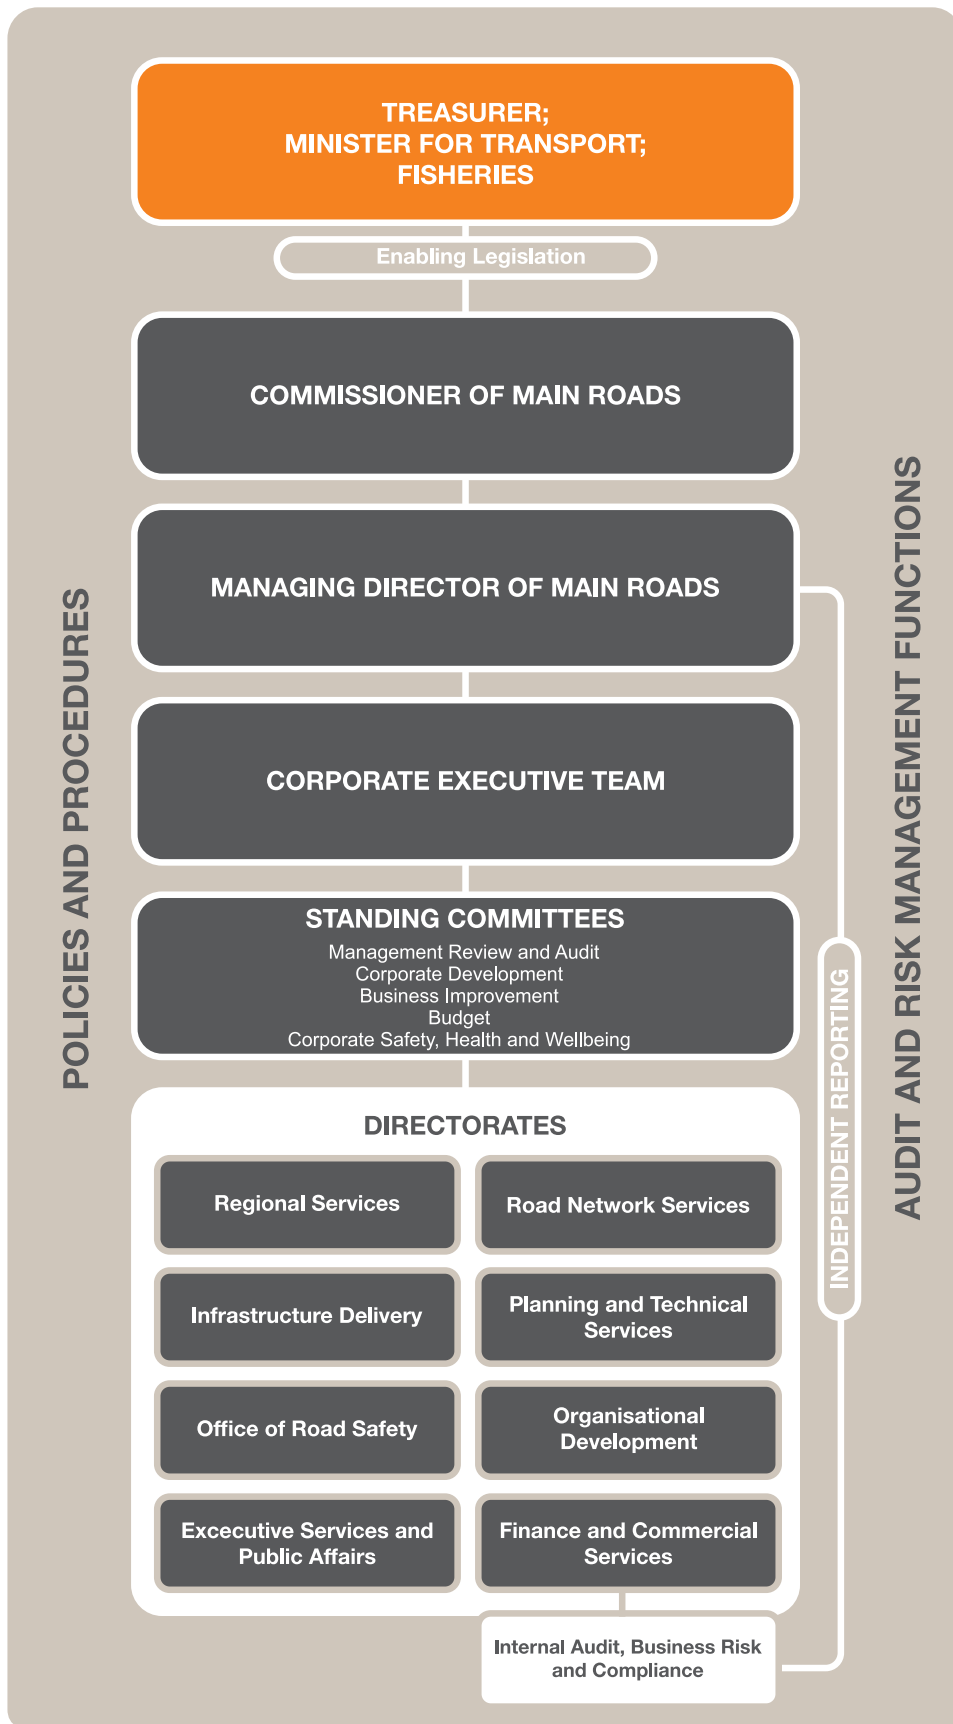 TREASURER;
MINISTER FOR TRANSPORT;
FISHERIES
Enabling Legislation
COMMISSIONER OF MAIN ROADS
MANAGING DIRECTOR OF MAIN ROADS
CORPORATE EXECUTIVE TEAM
STANDING COMMITTEES
Management Review and Audit
Corporate Development
Business Improvement
Budget
Corporate Safety, Health and Wellbeing
DIRECTORATES
Regional Services
Road Network Services
Infrastructure Delivery
Planning and Technical
Services
Office of Road Safety
Organisational
Development
Excecutive Services and
Public Affairs
Finance and Commercial
Services
Internal Audit, Business Risk
and Compliance
POLICIES AND PROCEDURES
INDEPENDENT REPORTING
AUDIT AND RISK MANAGEMENT FUNCTIONS